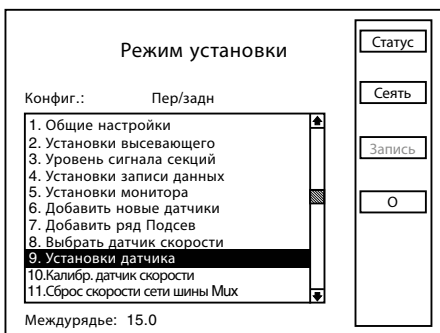 Режим установки
Конфиг.: Пер/задн
1. Общие настройки
2. Установки высевающего
3. Уровень сигнала секций
4. Установки записи данных
5. Установки монитора
6. Добавить новые датчики
7. Добавить ряд Подсев
8. Выбрать датчик скорости
9. Установки датчика
10.Калибр. датчик скорости
11.Сброс скорости сети шины Mux
Междурядье: 15.0
Статус
Сеять
Запись
О